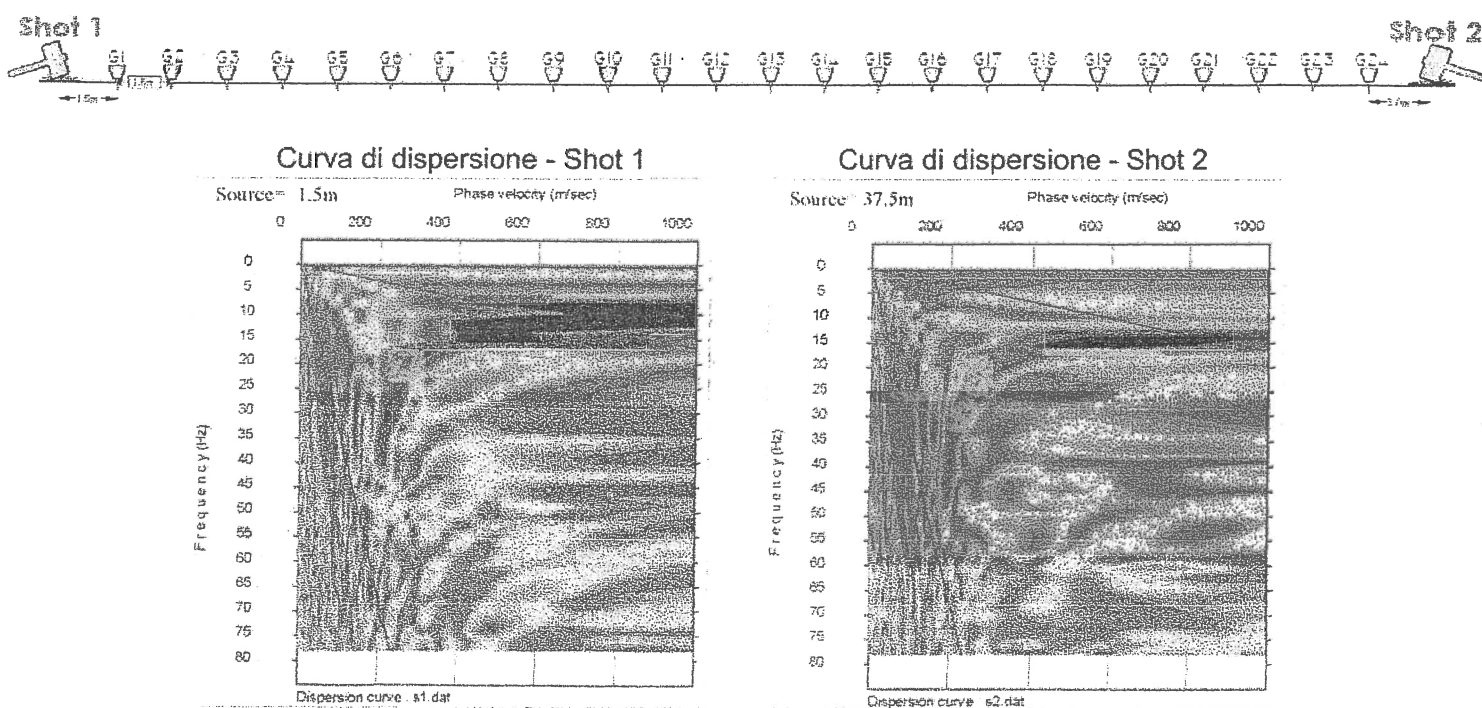 Shot 1
Shot 2
G1 G2 G3 G4 G5 G6 G7 G8 G9 G10 G11 G12 G13 G14 G15 G16 G17 G18 G19 G20 G21 G22 G23 G24
1.5m
Curva di dispersione - Shot 1
Source= 1.5m
Phase velocity (m/sec)
0 200 400 600 800 1000
Frequency (Hz)
0
5
10
15
20
25
30
35
40
45
50
55
60
65
70
75
80
Dispersion curve : s1.dat
Curva di dispersione - Shot 2
Source= 37.5m
Phase velocity (m/sec)
0 200 400 600 800 1000
Frequency (Hz)
0
5
10
15
20
25
30
35
40
45
50
55
60
65
70
75
80
Dispersion curve : s2.dat